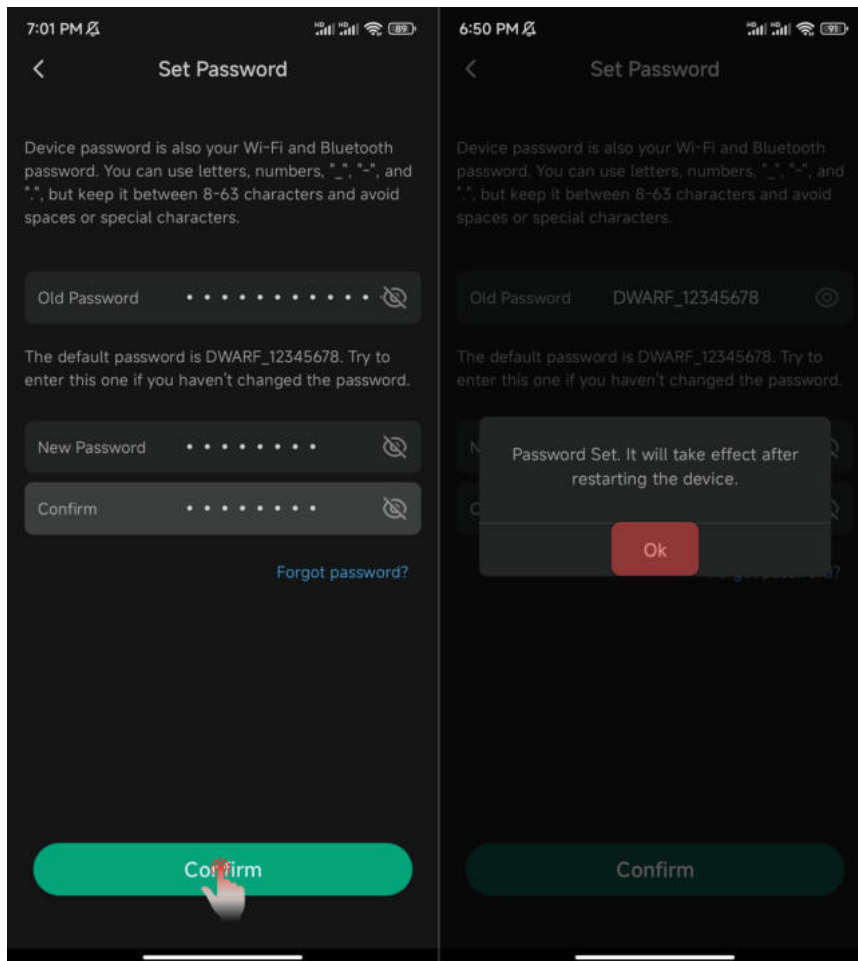 7:01 PM
89
Set Password
Device password is also your Wi-Fi and Bluetooth
password. You can use letters, numbers, "_", "-", and
".", but keep it between 8-63 characters and avoid
spaces or special characters.
Old Password
The default password is DWARF_12345678. Try to
enter this one if you haven't changed the password.
New Password
Confirm
Forgot password?
Confirm
6:50 PM
91
Set Password
Device password is also your Wi-Fi and Bluetooth
password. You can use letters, numbers, "_", "-", and
".", but keep it between 8-63 characters and avoid
spaces or special characters.
Old Password DWARF_12345678
The default password is DWARF_12345678. Try to
enter this one if you haven't changed the password.
Password Set. It will take effect after
restarting the device.
Ok
Confirm